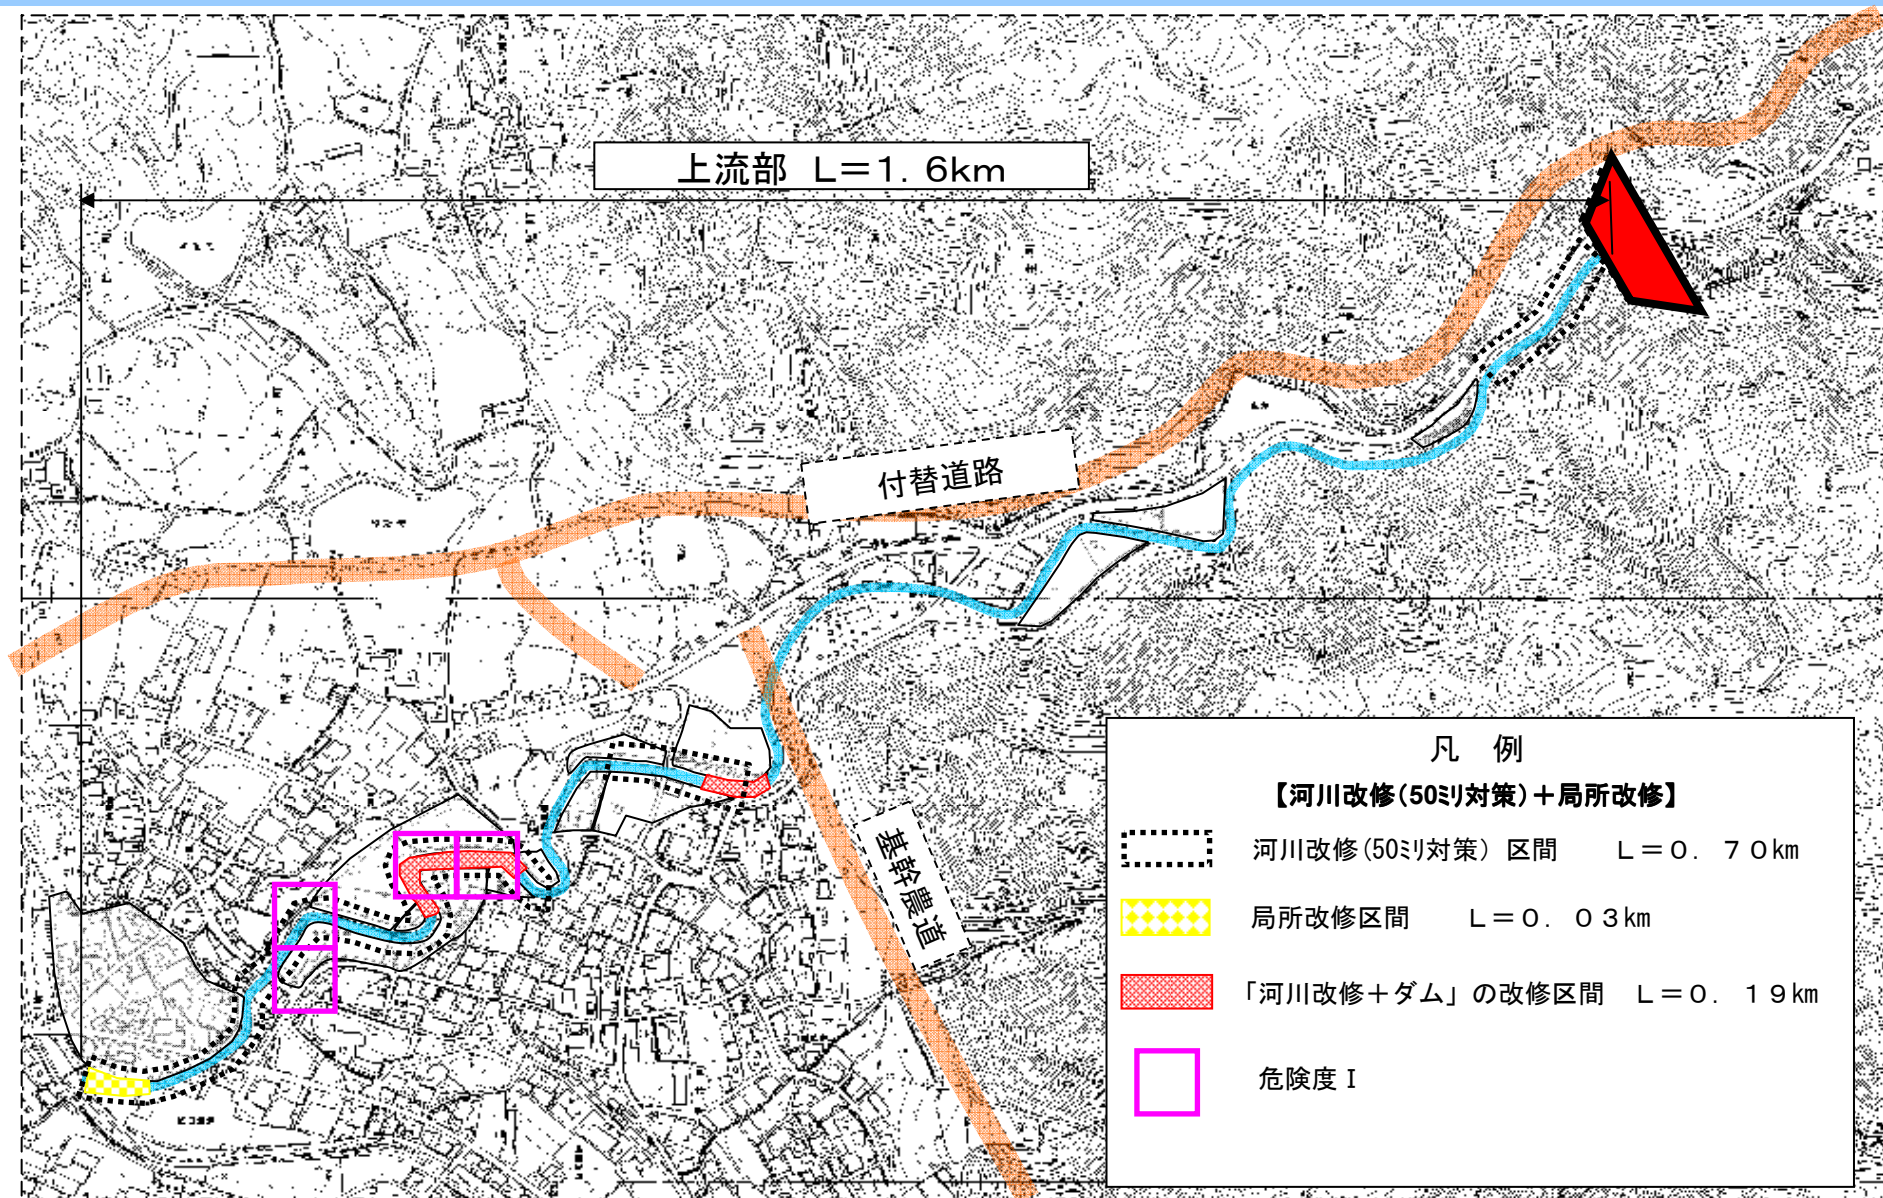 上流部 L＝1．6km
付替道路
基幹農道
凡 例
【河川改修（50ﾐﾘ対策）＋局所改修】
河川改修（50ﾐﾘ対策）区間 L＝0．70km
局所改修区間 L＝0．03km
「河川改修＋ダム」の改修区間 L＝0．19km
危険度Ⅰ